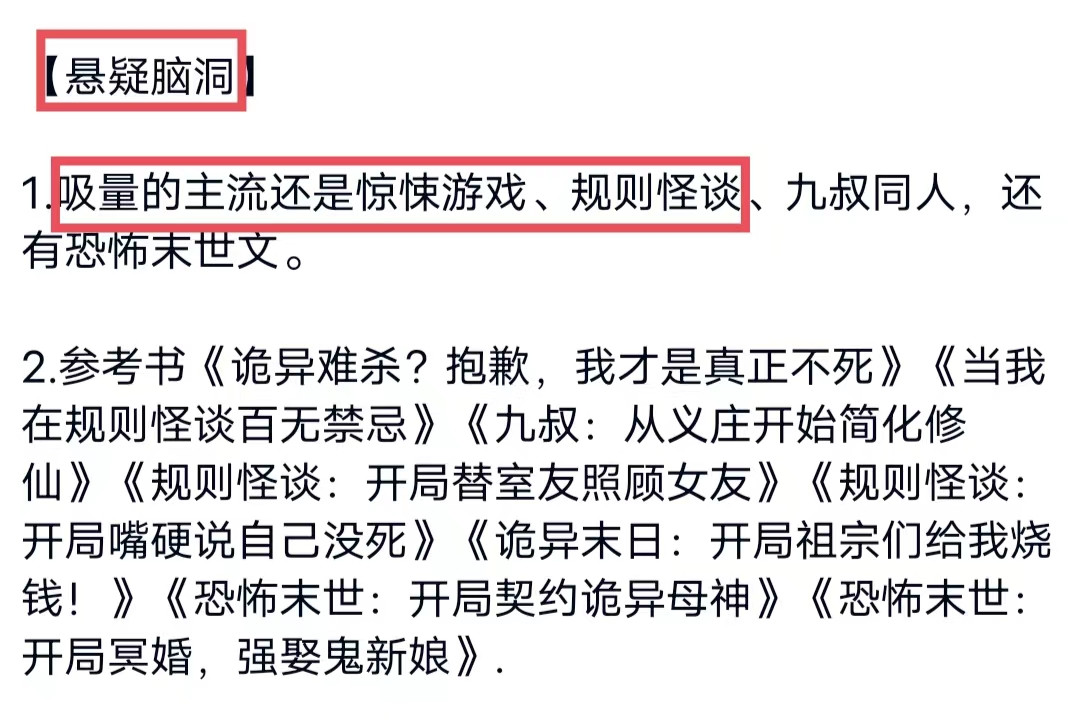 【悬疑脑洞】
1.吸量的主流还是惊悚游戏、规则怪谈、九叔同人，还
有恐怖末世文。
2.参考书《诡异难杀？抱歉，我才是真正不死》《当我
在规则怪谈百无禁忌》《九叔：从义庄开始简化修
仙》《规则怪谈：开局替室友照顾女友》《规则怪谈：
开局嘴硬说自己没死》《诡异末日：开局祖宗们给我烧
钱！》《恐怖末世：开局契约诡异母神》《恐怖末世：
开局冥婚，强娶鬼新娘》.